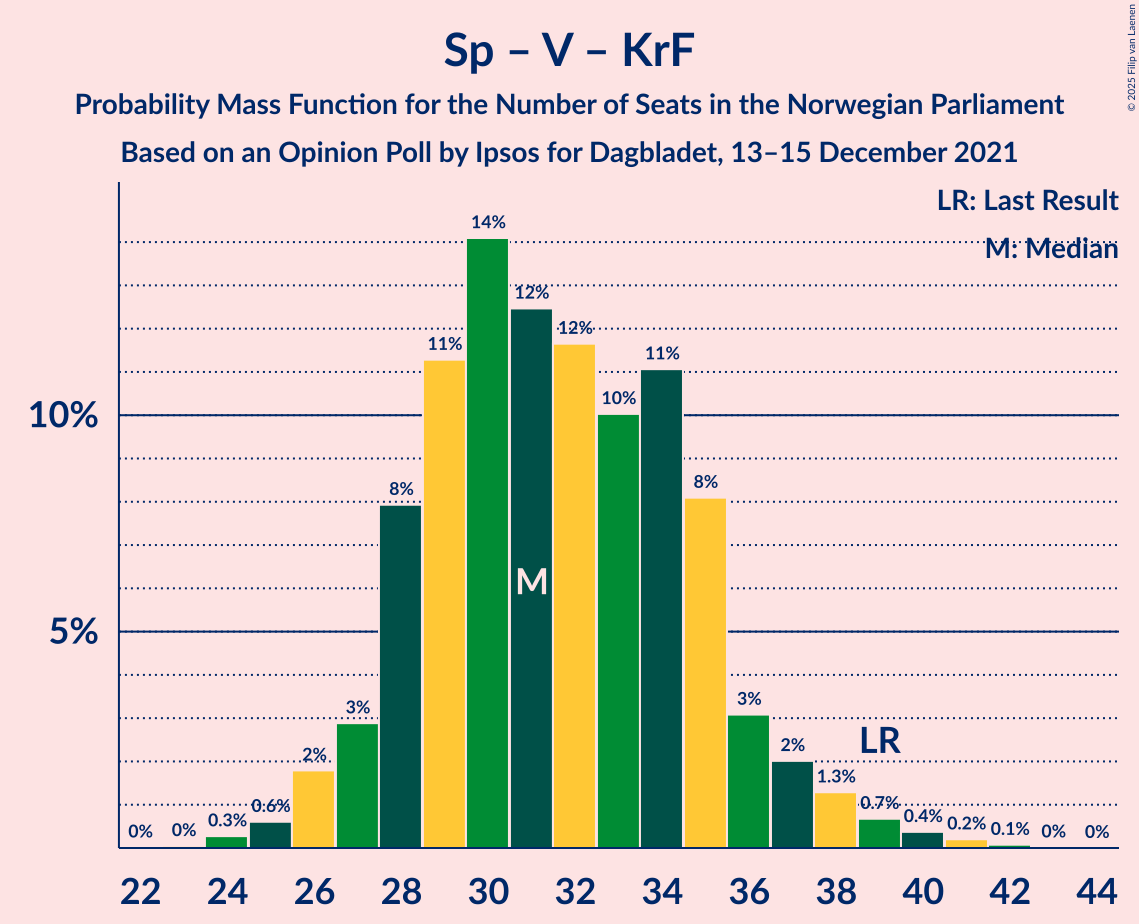 Sp – V – KrF
Probability Mass Function for the Number of Seats in the Norwegian Parliament
Based on an Opinion Poll by Ipsos for Dagbladet, 13–15 December 2021
© 2025 Filip van Laenen
LR: Last Result
M: Median
10%
5%
0%
0%
0.3%
0.6%
2%
3%
8%
11%
14%
12%
12%
10%
11%
8%
3%
2%
1.3%
0.7%
0.4%
0.2%
0.1%
0%
0%
M
LR
22 24 26 28 30 32 34 36 38 40 42 44